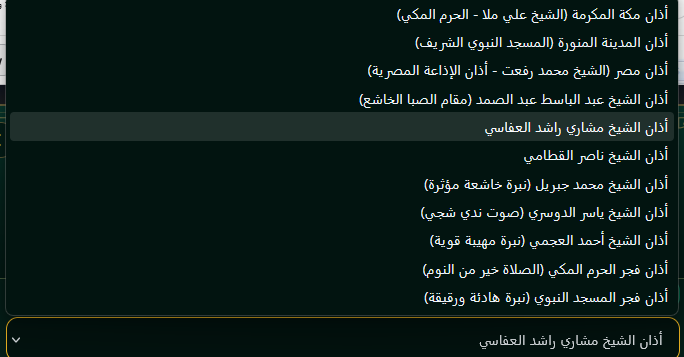 أذان مكة المكرمة (الشيخ علي ملا - الحرم المكي)
أذان المدينة المنورة (المسجد النبوي الشريف)
أذان مصر (الشيخ محمد رفعت - أذان الإذاعة المصرية)
أذان الشيخ عبد الباسط عبد الصمد (مقام الصبا الخاشع)
أذان الشيخ مشاري راشد العفاسي
أذان الشيخ ناصر القطامي
أذان الشيخ محمد جبريل (نبرة خاشعة مؤثرة)
أذان الشيخ ياسر الدوسري (صوت ندي شجي)
أذان الشيخ أحمد العجمي (نبرة مهيبة قوية)
أذان فجر الحرم المكي (الصلاة خير من النوم)
أذان فجر المسجد النبوي (نبرة هادئة ورقيقة)
أذان الشيخ مشاري راشد العفاسي